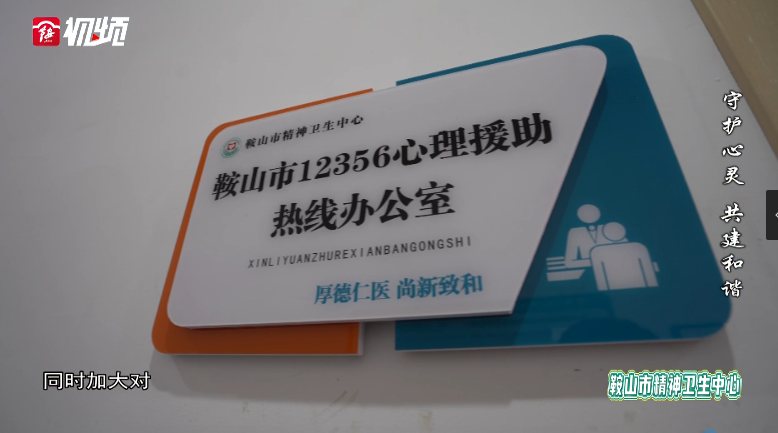 视频
守护心灵 共建和谐
鞍山市精神卫生中心
鞍山市12356心理援助
热线办公室
XINLIYUANZHUREXIANBANGONGSHI
厚德仁医 尚新致和
同时加大对
鞍山市精神卫生中心